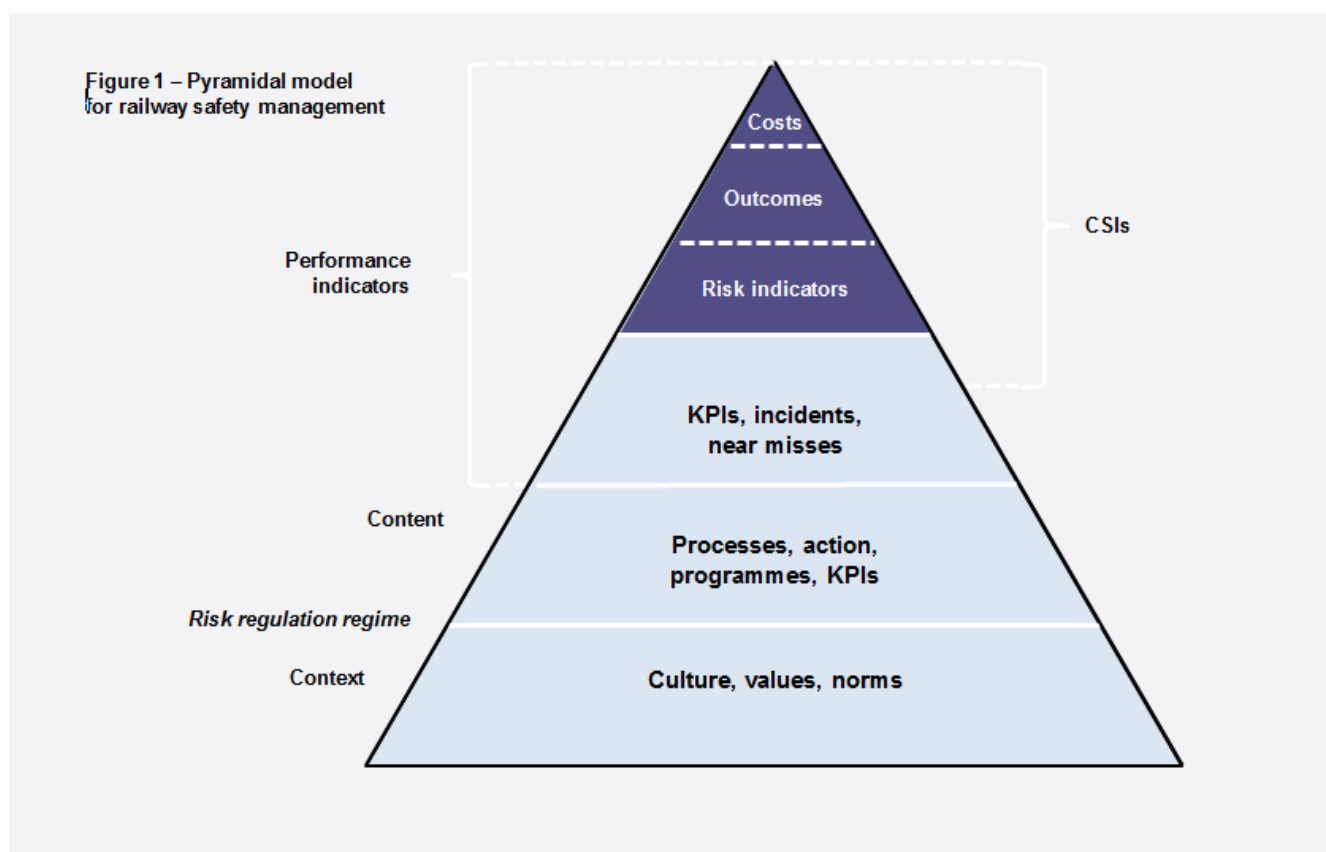 Figure 1 – Pyramidal model
for railway safety management
Costs
Outcomes
CSIs
Performance
indicators
Risk indicators
KPIs, incidents,
near misses
Content
Processes, action,
programmes, KPIs
Risk regulation regime
Context
Culture, values, norms